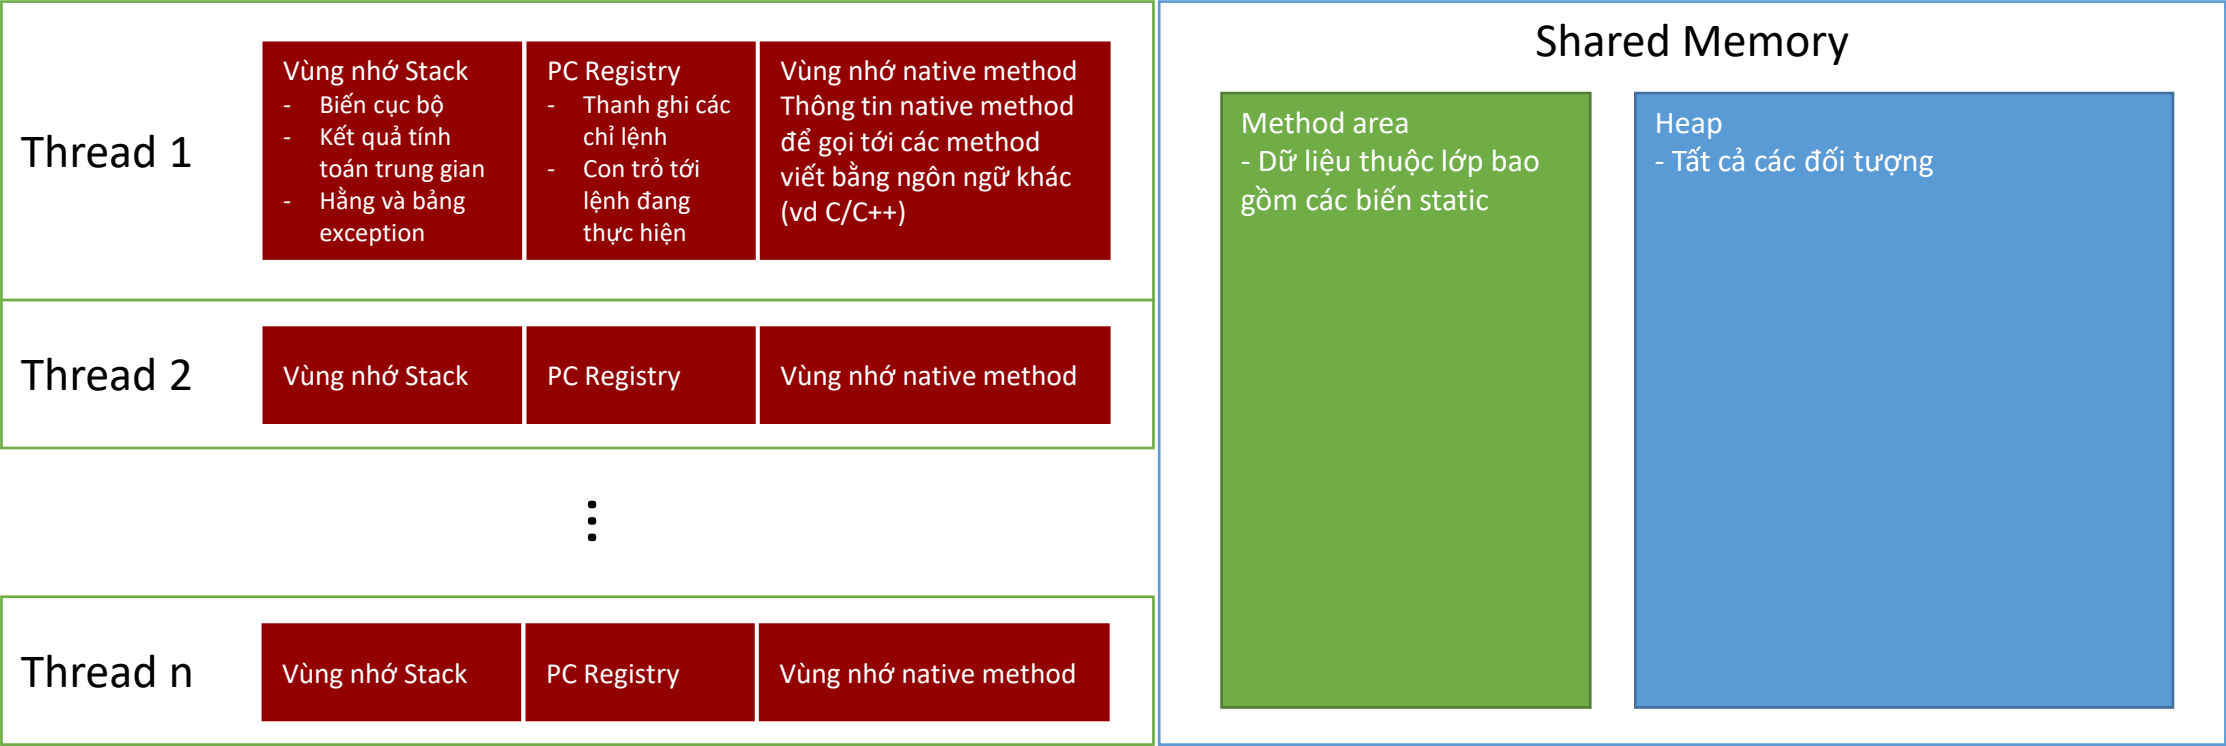 Thread 1
Vùng nhớ Stack
- Biến cục bộ
- Kết quả tính
toán trung gian
- Hằng và bảng
exception
PC Registry
- Thanh ghi các
chỉ lệnh
- Con trỏ tới
lệnh đang
thực hiện
Vùng nhớ native method
Thông tin native method
để gọi tới các method
viết bằng ngôn ngữ khác
(vd C/C++)
Thread 2
Vùng nhớ Stack
PC Registry
Vùng nhớ native method
Thread n
Vùng nhớ Stack
PC Registry
Vùng nhớ native method
Shared Memory
Method area
- Dữ liệu thuộc lớp bao
gồm các biến static
Heap
- Tất cả các đối tượng